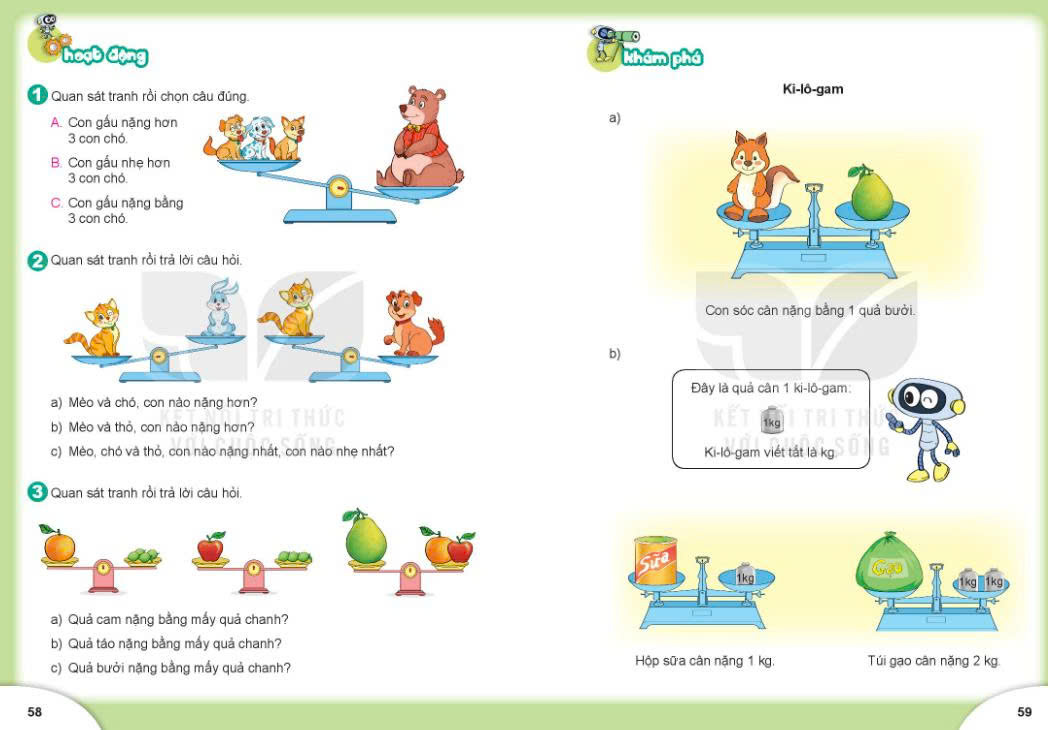 hoạt động
1 Quan sát tranh rồi chọn câu đúng.
A. Con gấu nặng hơn
3 con chó.
B. Con gấu nhẹ hơn
3 con chó.
C. Con gấu nặng bằng
3 con chó.
2 Quan sát tranh rồi trả lời câu hỏi.
a) Mèo và chó, con nào nặng hơn?
b) Mèo và thỏ, con nào nặng hơn?
c) Mèo, chó và thỏ, con nào nặng nhất, con nào nhẹ nhất?
KẾT NỐI TRI THỨC
VỚI CUỘC SỐNG
3 Quan sát tranh rồi trả lời câu hỏi.
a) Quả cam nặng bằng mấy quả chanh?
b) Quả táo nặng bằng mấy quả chanh?
c) Quả bưởi nặng bằng mấy quả chanh?
58
khám phá
Ki-lô-gam
a)
Con sóc cân nặng bằng 1 quả bưởi.
b)
Đây là quả cân 1 ki-lô-gam:
1kg
Ki-lô-gam viết tắt là kg.
KẾT NỐI TRI THỨC
VỚI CUỘC SỐNG
Sữa
1kg
Gạo
1kg 1kg
Hộp sữa cân nặng 1 kg.
Túi gạo cân nặng 2 kg.
59